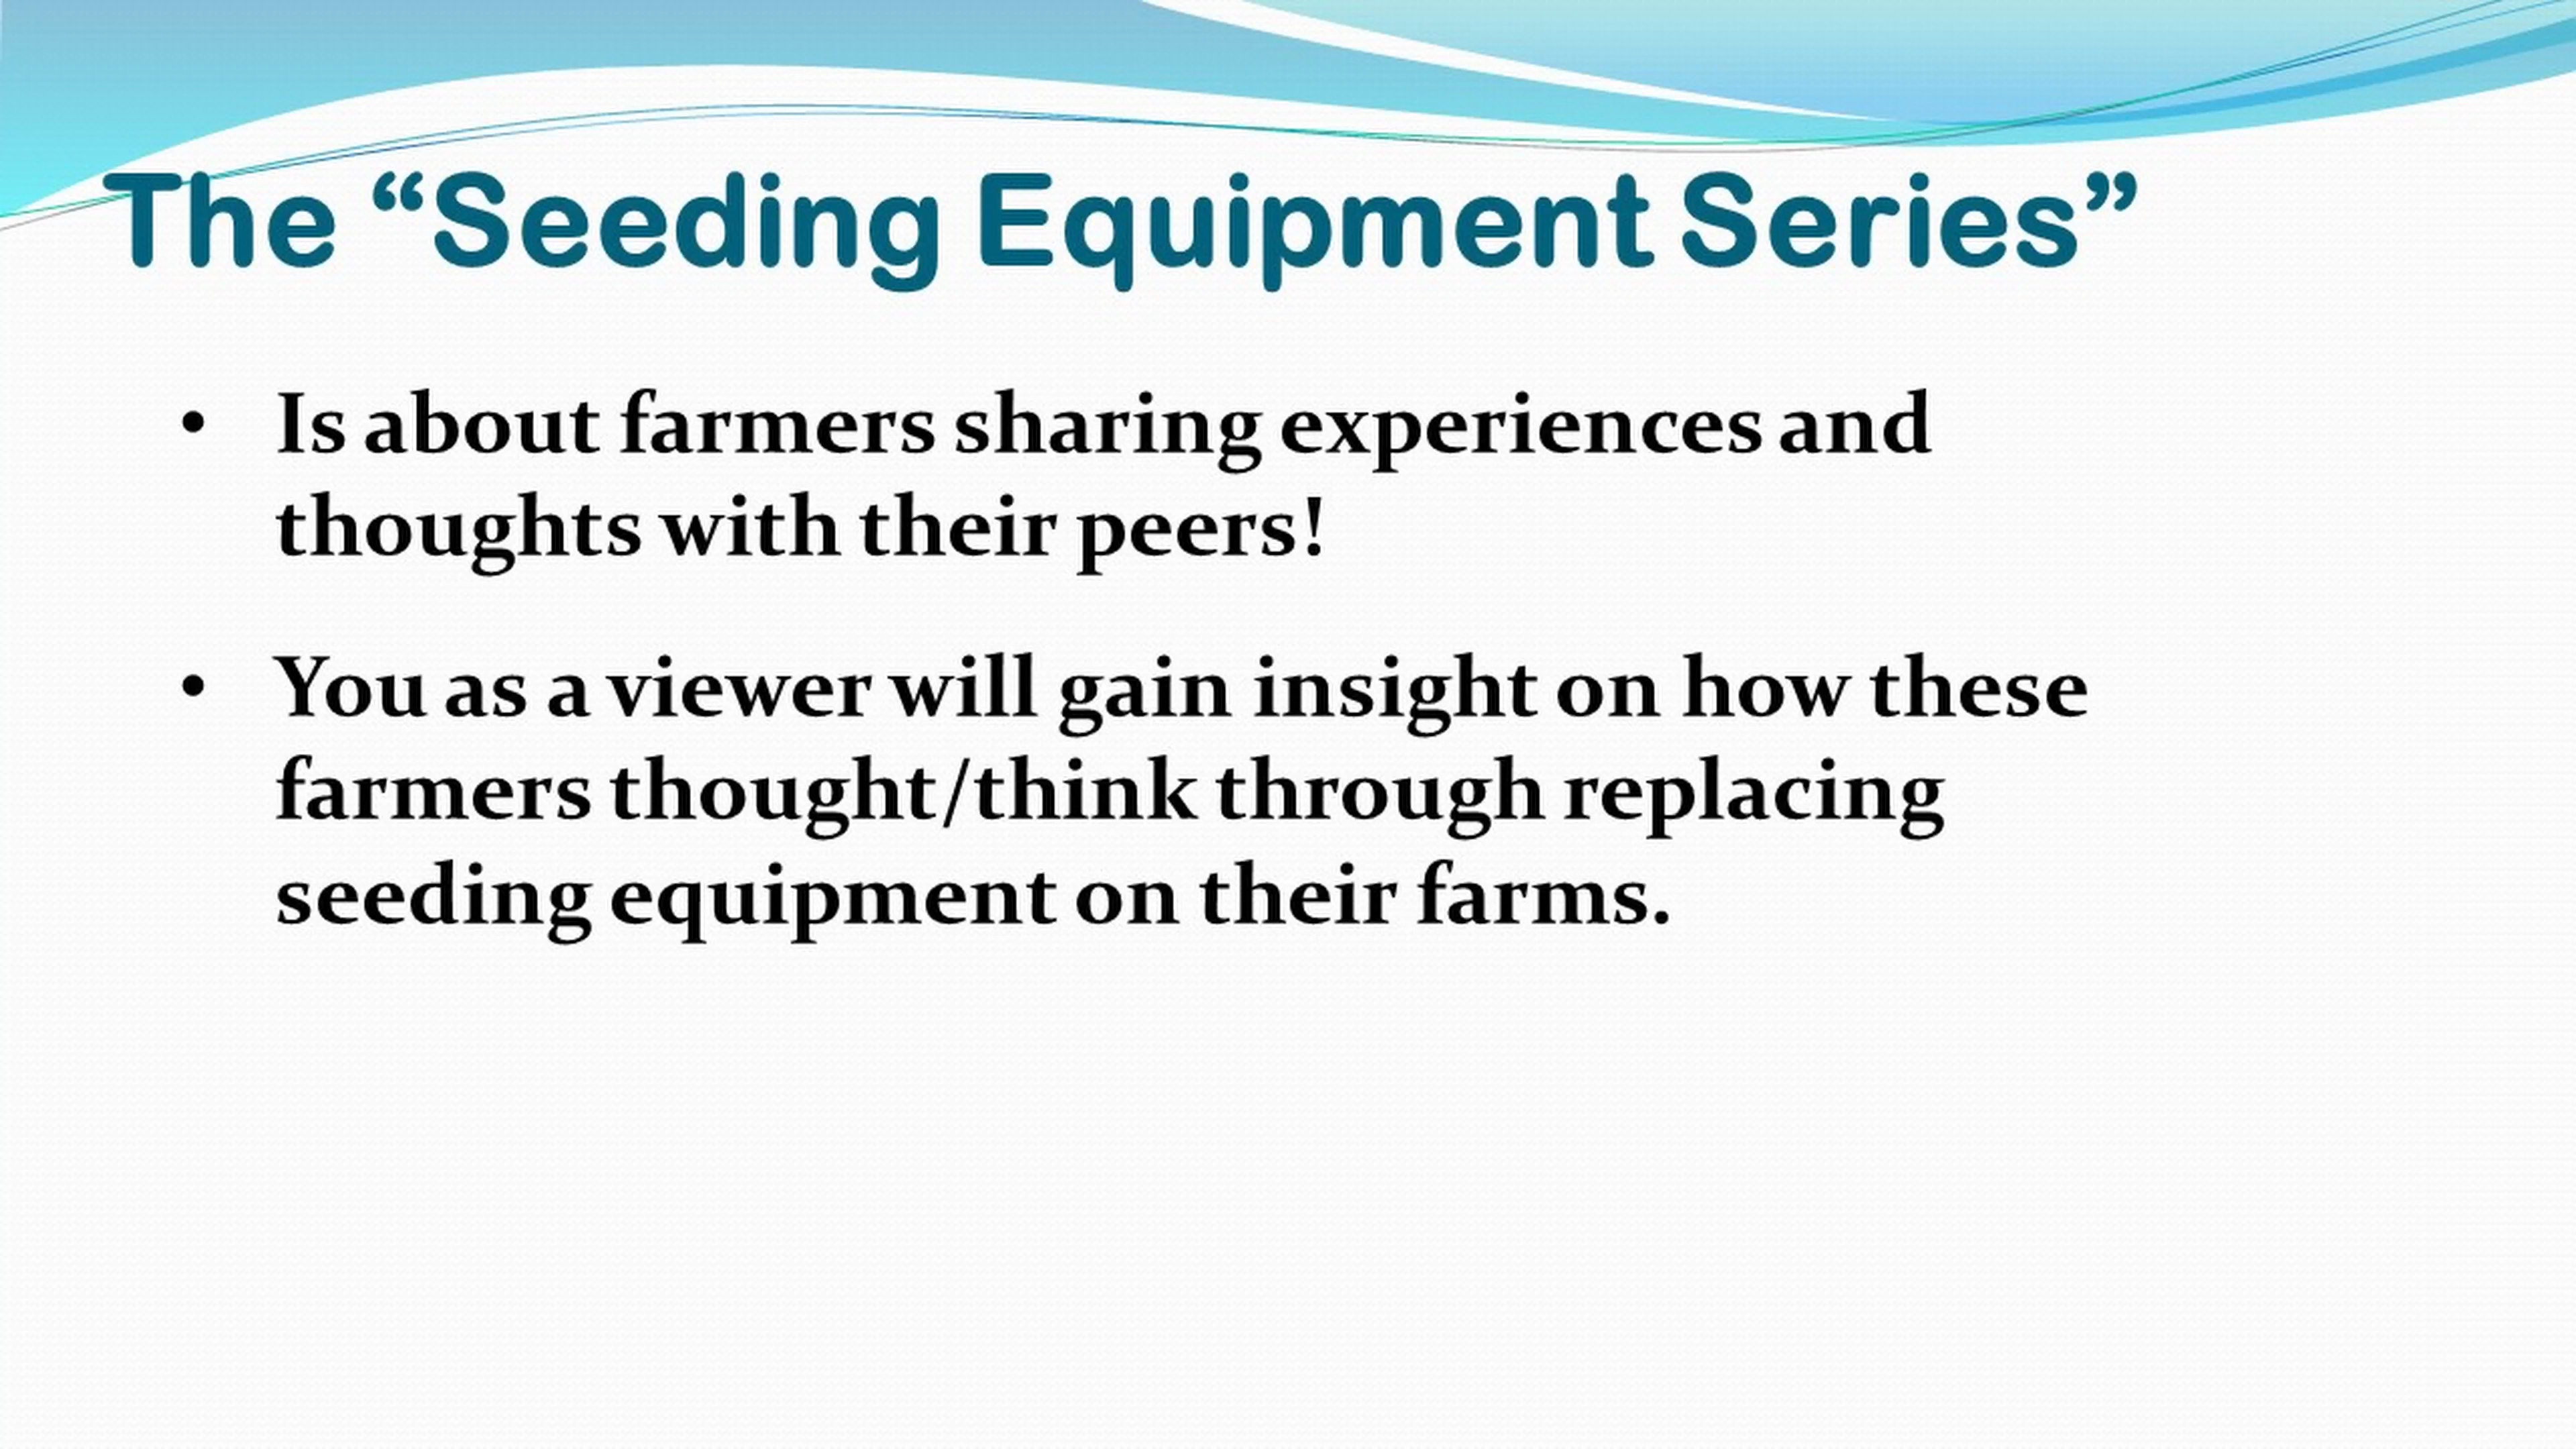 The “Seeding Equipment Series”
• Is about farmers sharing experiences and
thoughts with their peers!
• You as a viewer will gain insight on how these
farmers thought/think through replacing
seeding equipment on their farms.